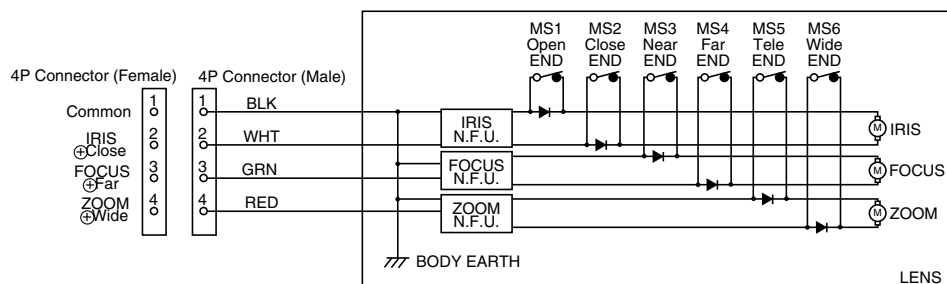 MS1 MS2 MS3 MS4 MS5 MS6
Open Close Near Far Tele Wide
END END END END END END
4P Connector (Female) 4P Connector (Male)
Common 1 1 BLK
IRIS
⊕Close 2 2 WHT
FOCUS
⊕Far 3 3 GRN
ZOOM
⊕Wide 4 4 RED
IRIS
N.F.U.
M IRIS
FOCUS
N.F.U.
M FOCUS
ZOOM
N.F.U.
M ZOOM
BODY EARTH
LENS